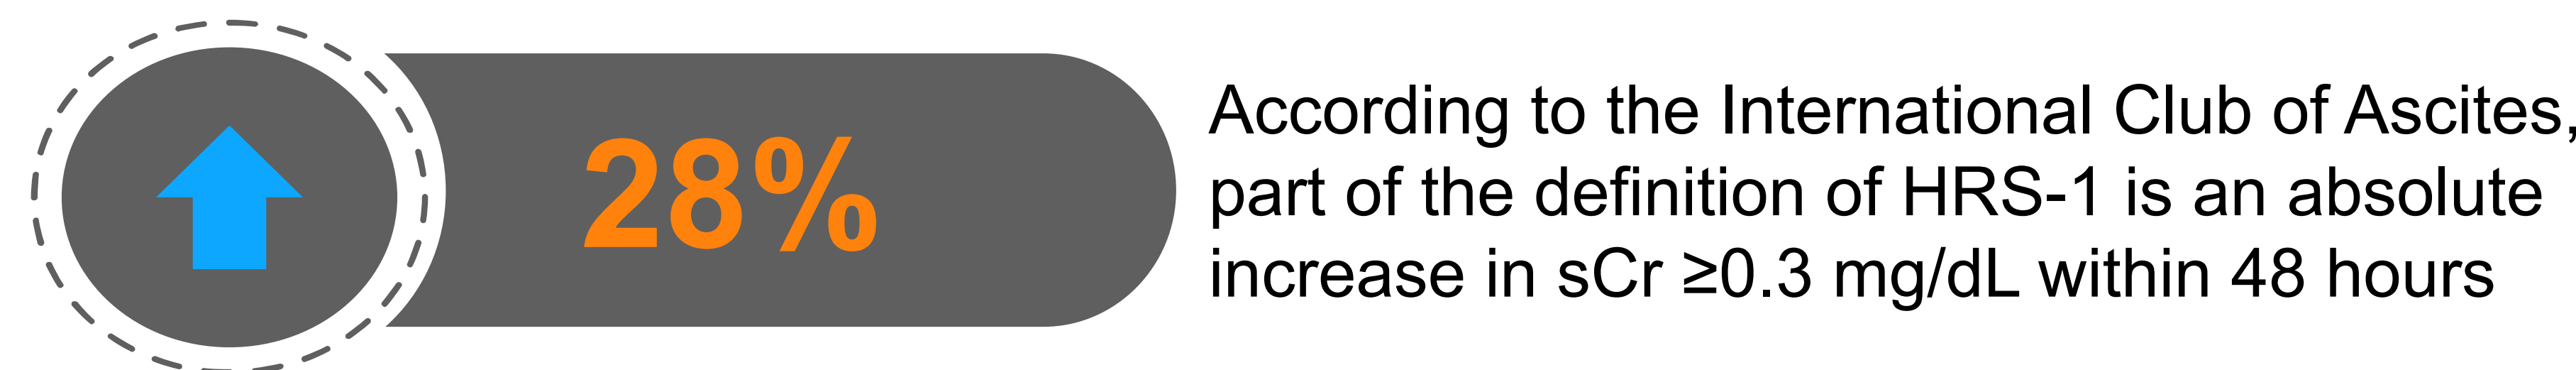 28%
According to the International Club of Ascites,
part of the definition of HRS-1 is an absolute
increase in sCr ≥0.3 mg/dL within 48 hours